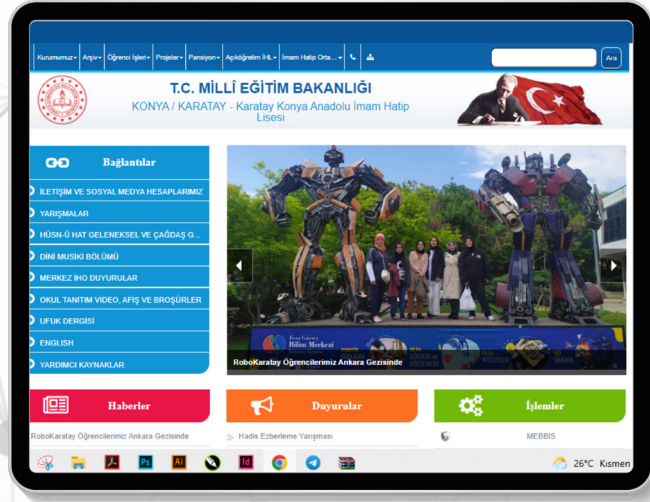 Kurumumuz
Arşiv
Öğrenci İşleri
Projeler
Pansiyon
Açıköğretim İHL
İmam Hatip Orta...
Ara
T.C. MİLLÎ EĞİTİM BAKANLIĞI
KONYA / KARATAY - Karatay Konya Anadolu İmam Hatip
Lisesi
Bağlantılar
İLETİŞİM VE SOSYAL MEDYA HESAPLARIMIZ
YARIŞMALAR
HÜSN-Ü HAT GELENEKSEL VE ÇAĞDAŞ G...
DİNİ MUSİKİ BÖLÜMÜ
MERKEZ İHO DUYURULAR
OKUL TANITIM VİDEO, AFİŞ VE BROŞÜRLER
UFUK DERGİSİ
ENGLISH
YARDIMCI KAYNAKLAR
Bilim Merkezi
RoboKaratay Öğrencilerimiz Ankara Gezisinde
Haberler
Duyurular
İşlemler
RoboKaratay Öğrencilerimiz Ankara Gezisinde
Hadis Ezberleme Yarışması
MEBBİS
Ps
Ai
Id
26°C Kısmen